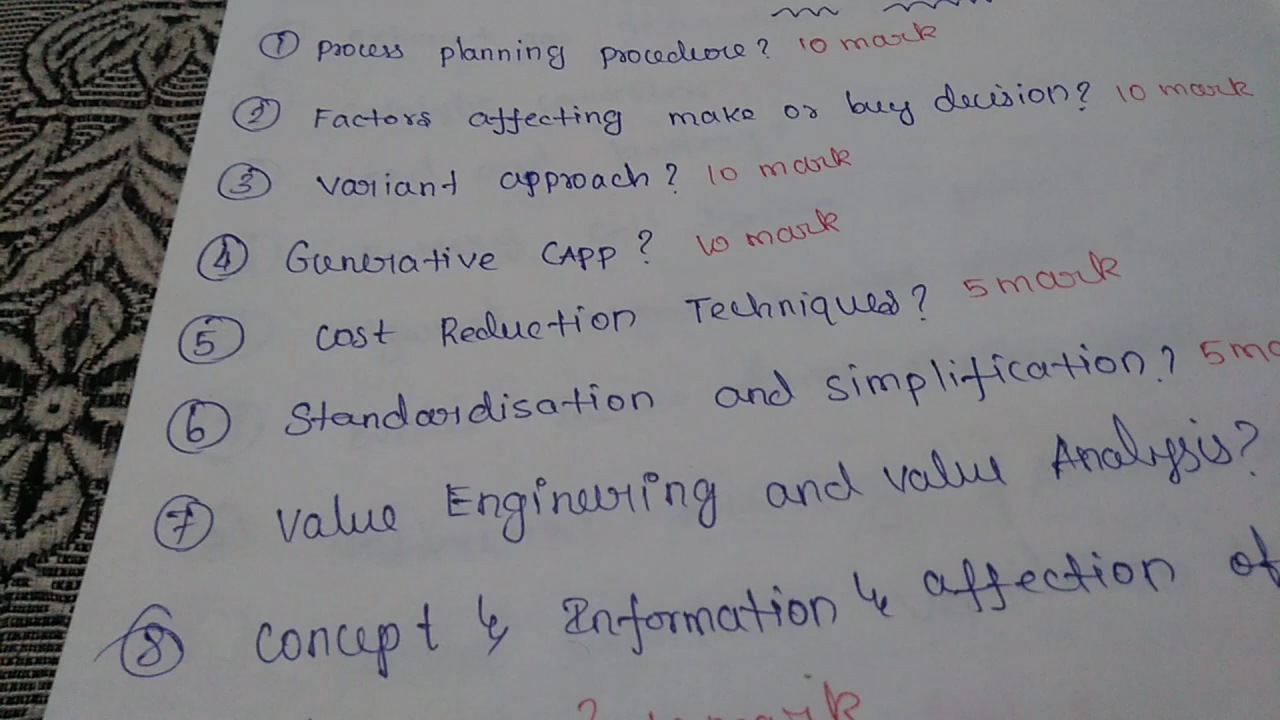 ① process planning procedure? 10 mark
② Factors affecting make or buy decision? 10 mark
③ variant approach? 10 mark
④ Generative CAPP? 10 mark
⑤ cost Reduction Techniques? 5 mark
⑥ Standardisation and simplification? 5 ma
⑦ value Engineering and value Analysis?
⑧ concept & Information & affection of
? mark